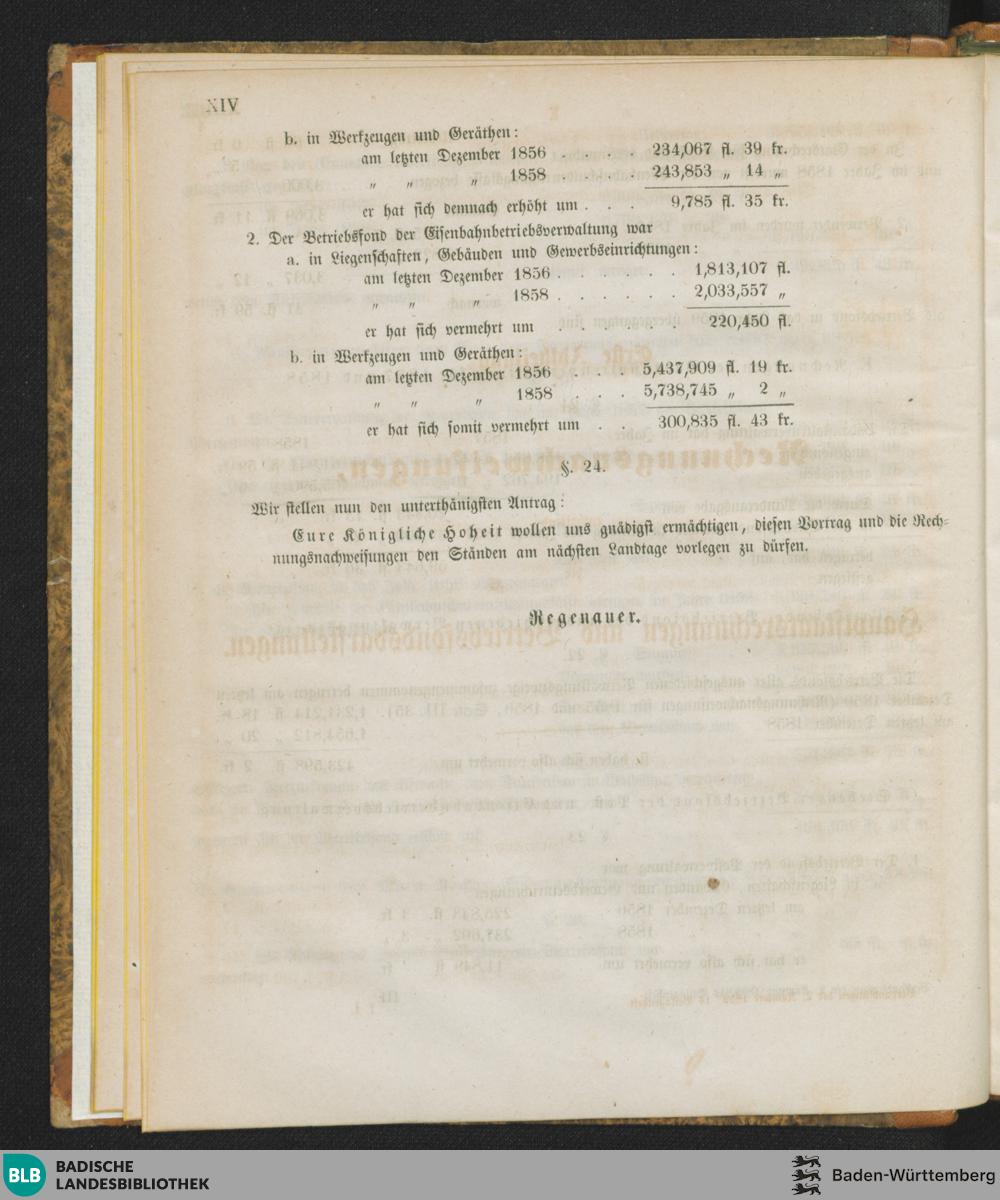 XIV
b. in Werkzeugen und Geräthen:
am letzten Dezember 1856 . . . . 234,067 fl. 39 kr.
„ „ „ 1858 . . . . 243,853 „ 14 „
er hat sich demnach erhöht um . . . 9,785 fl. 35 kr.
2. Der Betriebsfond der Eisenbahnbetriebsverwaltung war
a. in Liegenschaften, Gebäuden und Gewerbseinrichtungen:
am letzten Dezember 1856 . . . . . . 1,813,107 fl.
„ „ „ 1858 . . . . . . 2,033,557 „
er hat sich vermehrt um . . . . . . 220,450 fl.
b. in Werkzeugen und Geräthen:
am letzten Dezember 1856 . . . 5,437,909 fl. 19 kr.
„ „ „ 1858 . . . 5,738,745 „ 2 „
er hat sich somit vermehrt um . . 300,835 fl. 43 kr.
§. 24.
Wir stellen nun den unterthänigsten Antrag:
Eure Königliche Hoheit wollen uns gnädigst ermächtigen, diesen Vortrag und die Rech-
nungsnachweisungen den Ständen am nächsten Landtage vorlegen zu dürfen.
Regenauer.
BLB BADISCHE
LANDESBIBLIOTHEK
Baden-Württemberg